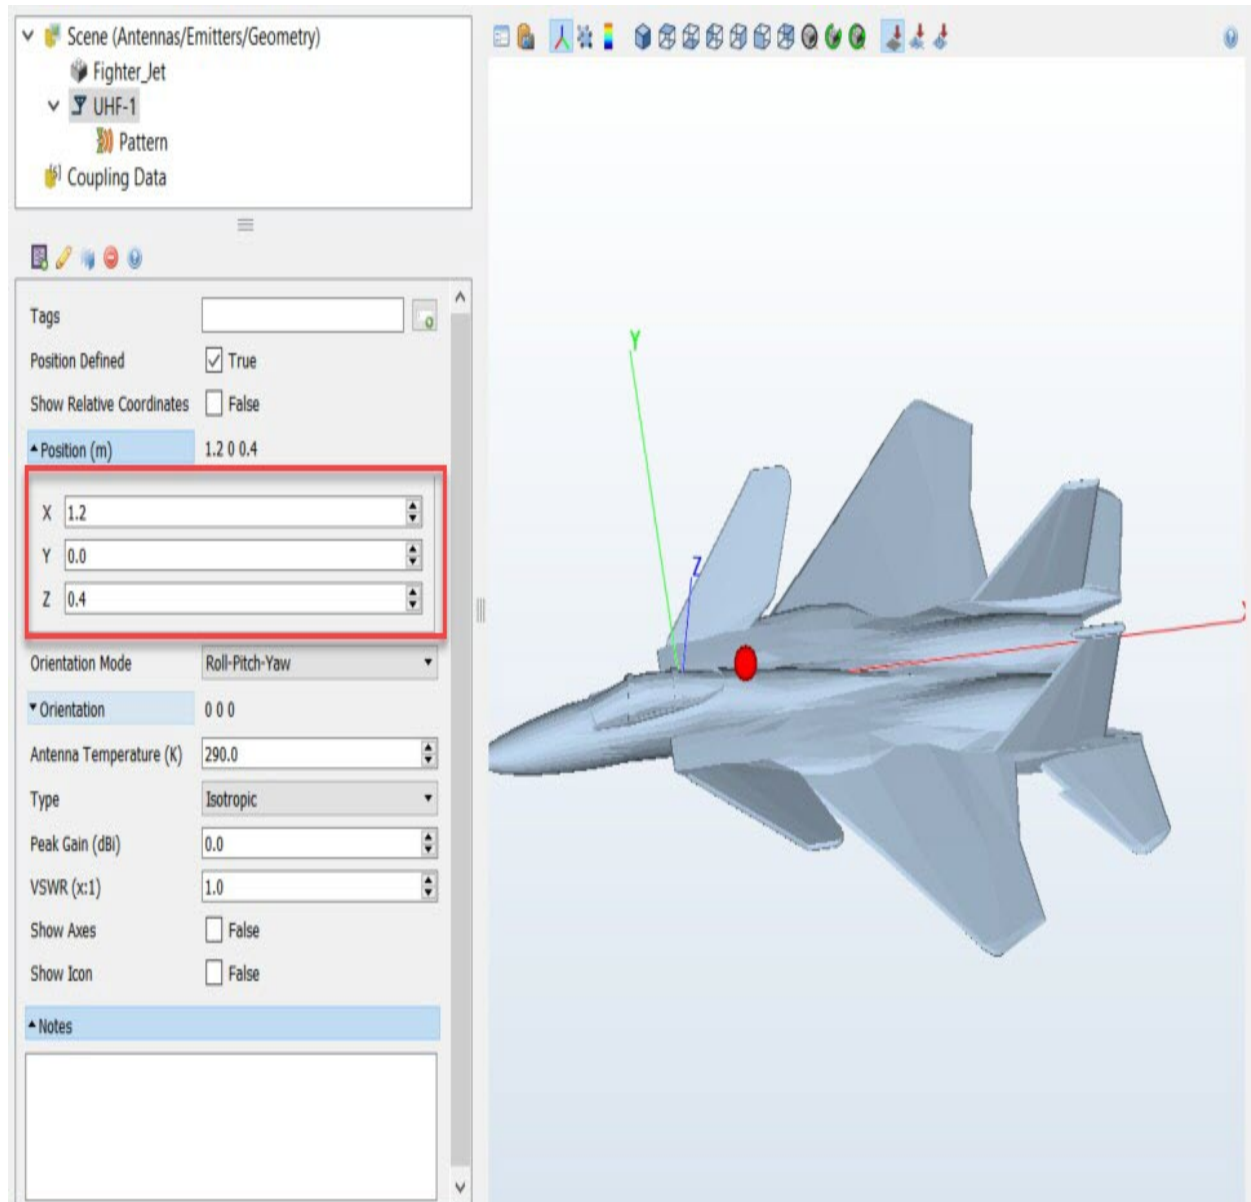 Scene (Antennas/Emitters/Geometry)
Fighter_Jet
UHF-1
Pattern
Coupling Data
Tags
Position Defined True
Show Relative Coordinates False
Position (m) 1.2 0 0.4
X 1.2
Y 0.0
Z 0.4
Orientation Mode Roll-Pitch-Yaw
Orientation 0 0 0
Antenna Temperature (K) 290.0
Type Isotropic
Peak Gain (dBi) 0.0
VSWR (x:1) 1.0
Show Axes False
Show Icon False
Notes
Y
Z